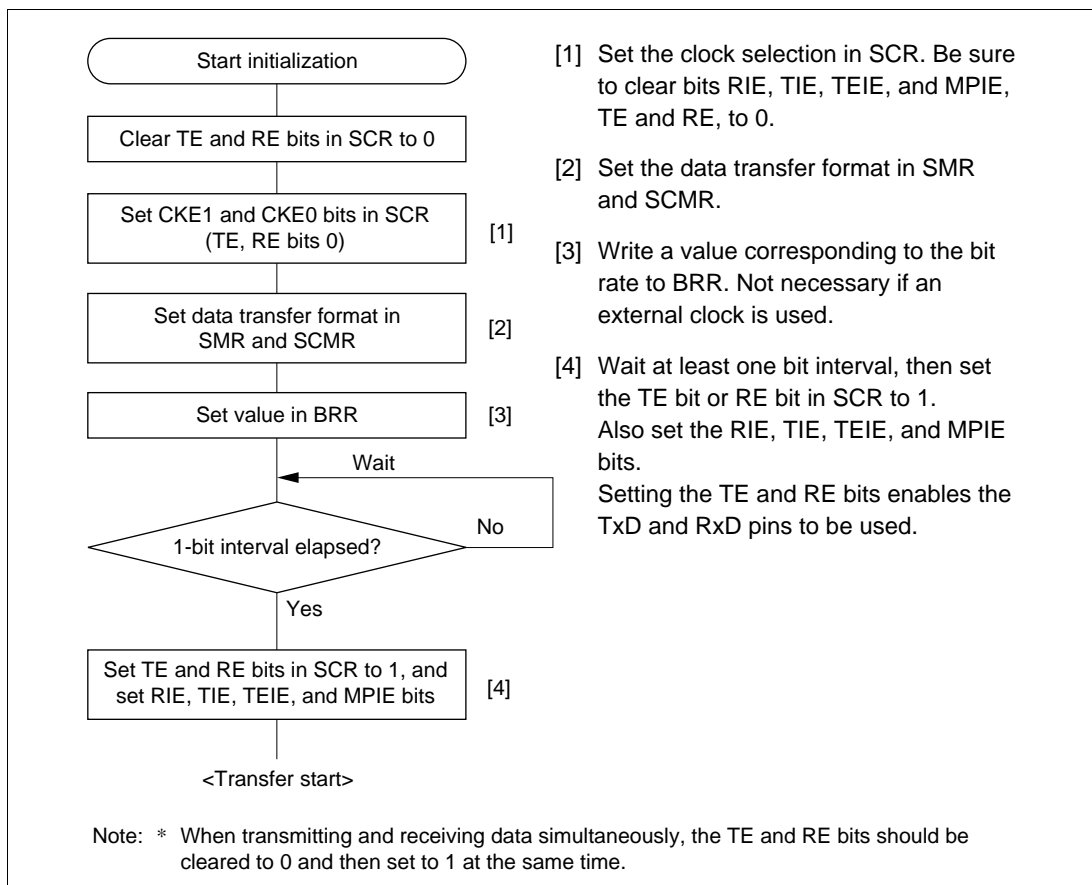 Start initialization
Clear TE and RE bits in SCR to 0
Set CKE1 and CKE0 bits in SCR
(TE, RE bits 0)
[1]
Set data transfer format in
SMR and SCMR
[2]
Set value in BRR
[3]
Wait
No
1-bit interval elapsed?
Yes
Set TE and RE bits in SCR to 1, and
set RIE, TIE, TEIE, and MPIE bits
[4]
<Transfer start>
[1] Set the clock selection in SCR. Be sure
to clear bits RIE, TIE, TEIE, and MPIE,
TE and RE, to 0.
[2] Set the data transfer format in SMR
and SCMR.
[3] Write a value corresponding to the bit
rate to BRR. Not necessary if an
external clock is used.
[4] Wait at least one bit interval, then set
the TE bit or RE bit in SCR to 1.
Also set the RIE, TIE, TEIE, and MPIE
bits.
Setting the TE and RE bits enables the
TxD and RxD pins to be used.
Note: * When transmitting and receiving data simultaneously, the TE and RE bits should be
cleared to 0 and then set to 1 at the same time.